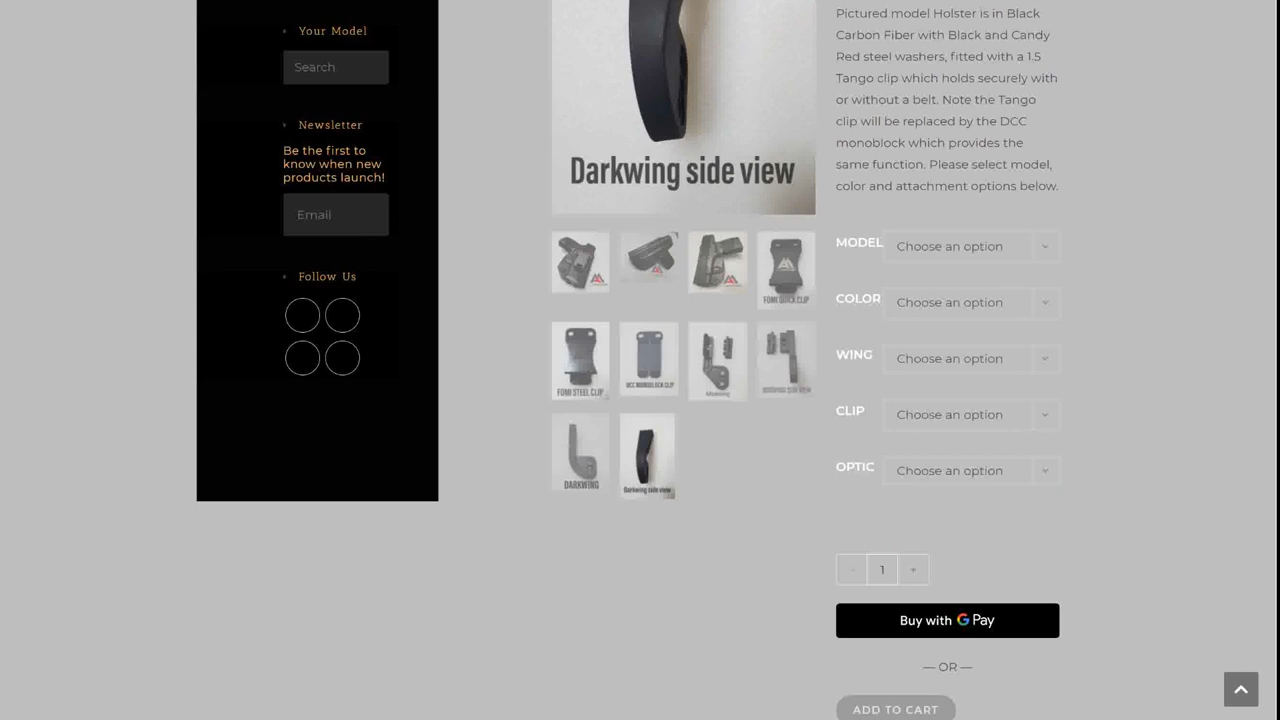 Your Model
Search
Newsletter
Be the first to
know when new
products launch!
Email
Follow Us
Darkwing side view
FOMI QUICK CLIP
FOMI STEEL CLIP
DCC MONOBLOCK CLIP
Modwing
MODWING SIDE VIEW
DARKWING
Darkwing side view
Pictured model Holster is in Black
Carbon Fiber with Black and Candy
Red steel washers, fitted with a 1.5
Tango clip which holds securely with
or without a belt. Note the Tango
clip will be replaced by the DCC
monoblock which provides the
same function. Please select model,
color and attachment options below.
MODEL Choose an option
COLOR Choose an option
WING Choose an option
CLIP Choose an option
OPTIC Choose an option
- 1 +
Buy with G Pay
— OR —
ADD TO CART